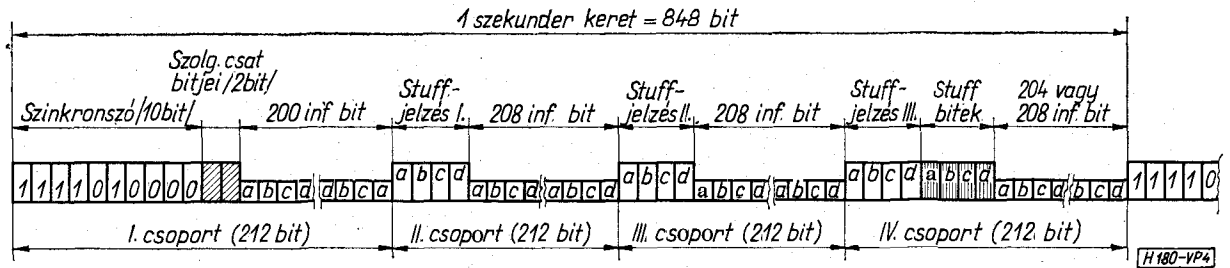 1 szekunder keret = 848 bit
Szolg. csat
bitjei /2bit/
Szinkronszó /10bit/
200 inf bit
Stuff-
jelzés I.
208 inf. bit
Stuff-
jelzés II.
208 inf. bit
Stuff-
jelzés III.
Stuff
bitek
204 vagy
208 inf. bit
1 1 1 1 0 1 0 0 0 0 a b c d d b c a a b c d a b c d a b c d a b c d a b c d a b c d a b c d a b c d a b c d b c d 1 1 1 1 0
I. csoport (212 bit)
II. csoport (212 bit)
III. csoport (212 bit)
IV. csoport (212 bit)
H 180-VP4